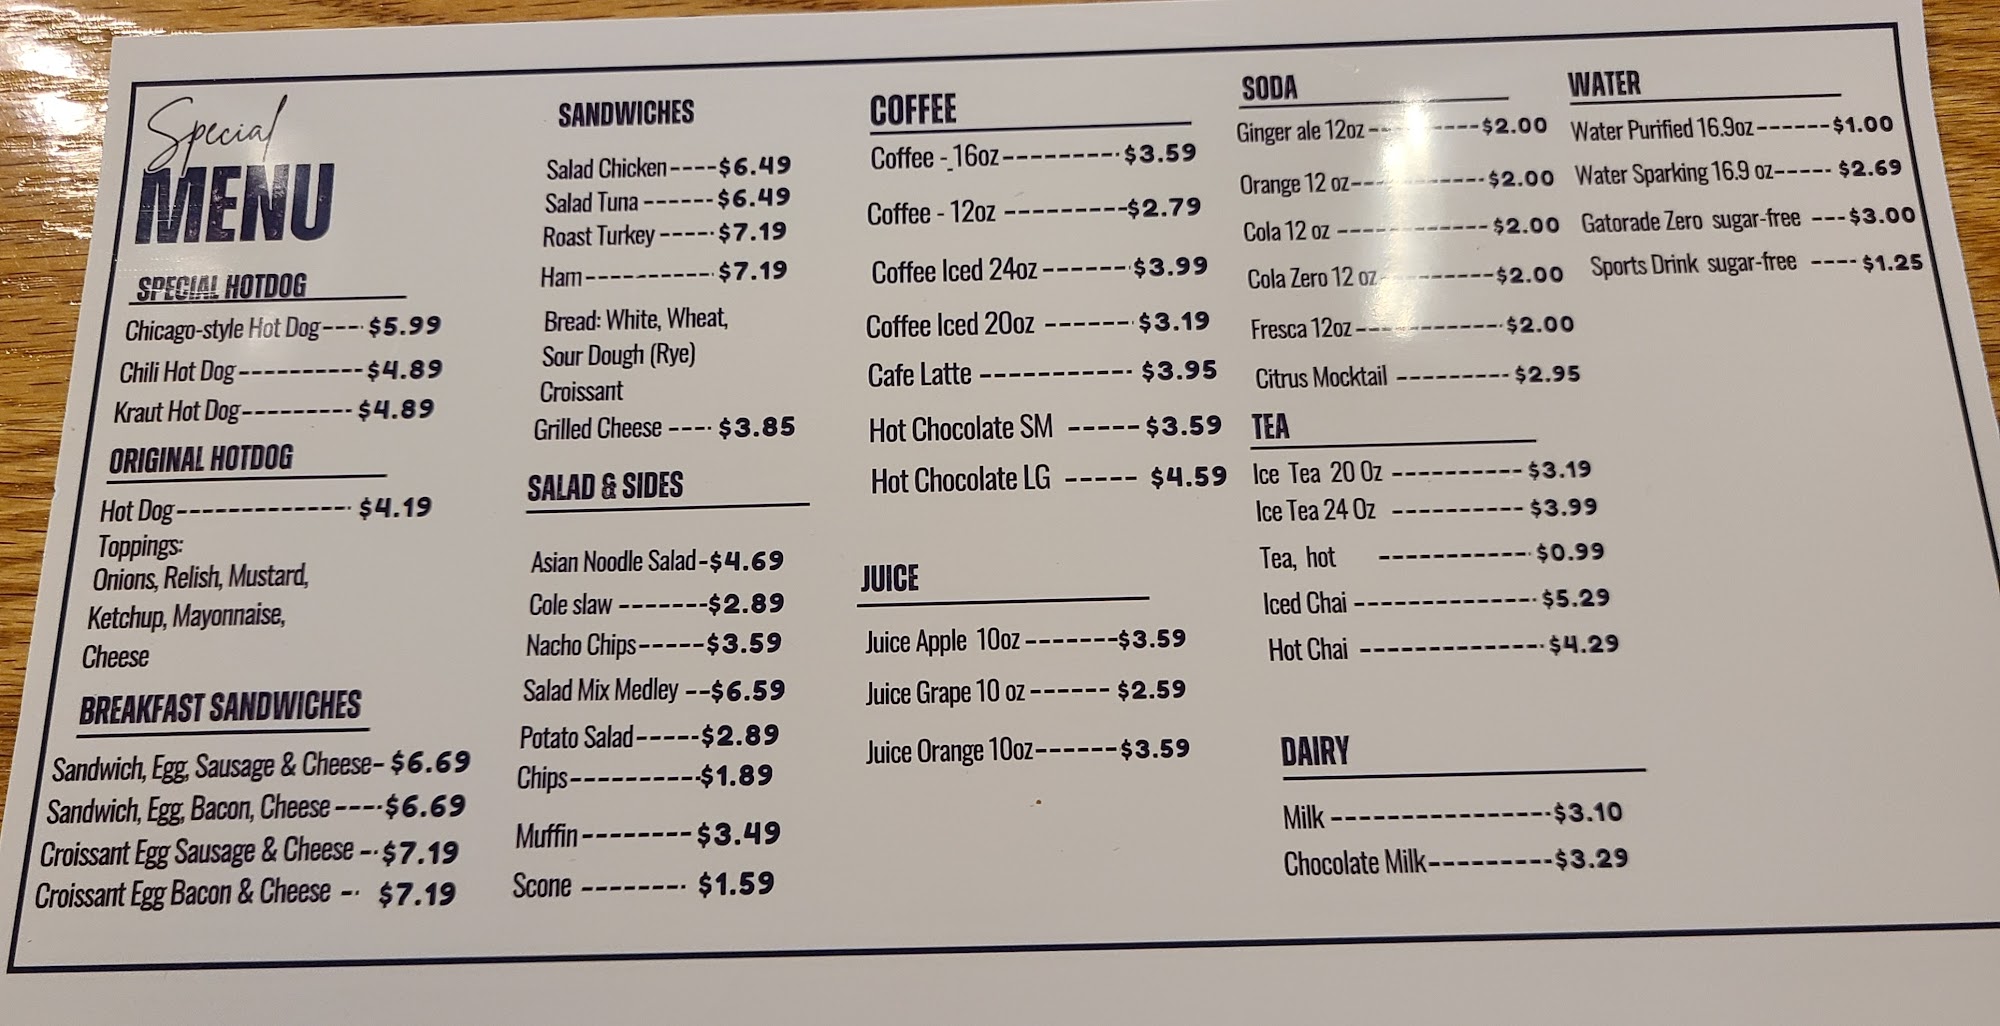 Special
MENU
SPECIAL HOTDOG
Chicago-style Hot Dog---- $5.99
Chili Hot Dog----------$4.89
Kraut Hot Dog--------- $4.89
ORIGINAL HOTDOG
Hot Dog-------------- $4.19
Toppings:
Onions, Relish, Mustard,
Ketchup, Mayonnaise,
Cheese
BREAKFAST SANDWICHES
Sandwich, Egg, Sausage & Cheese- $6.69
Sandwich, Egg, Bacon, Cheese ----$6.69
Croissant Egg Sausage & Cheese --$7.19
Croissant Egg Bacon & Cheese -- $7.19
SANDWICHES
Salad Chicken----$6.49
Salad Tuna ------$6.49
Roast Turkey -----$7.19
Ham----------- $7.19
Bread: White, Wheat,
Sour Dough (Rye)
Croissant
Grilled Cheese ---- $3.85
SALAD & SIDES
Asian Noodle Salad-$4.69
Cole slaw -------$2.89
Nacho Chips-----$3.59
Salad Mix Medley --$6.59
Potato Salad-----$2.89
Chips-----------$1.89
Muffin--------$3.49
Scone -------- $1.59
COFFEE
Coffee - 16oz---------$3.59
Coffee - 12oz ---------$2.79
Coffee Iced 24oz -------$3.99
Coffee Iced 20oz -------$3.19
Cafe Latte ----------- $3.95
Hot Chocolate SM -----$3.59
Hot Chocolate LG ----- $4.59
JUICE
Juice Apple 10oz -------$3.59
Juice Grape 10 oz ------ $2.59
Juice Orange 10oz------$3.59
SODA
Ginger ale 12oz ---------$2.00
Orange 12 oz-----------$2.00
Cola 12 oz ------------ $2.00
Cola Zero 12 oz----------$2.00
Fresca 12oz ------------$2.00
Citrus Mocktail --------- $2.95
TEA
Ice Tea 20 Oz ---------- $3.19
Ice Tea 24 Oz ---------- $3.99
Tea, hot ------------ $0.99
Iced Chai --------------$5.29
Hot Chai -------------- $4.29
DAIRY
Milk ------------------$3.10
Chocolate Milk----------$3.29
WATER
Water Purified 16.9oz------$1.00
Water Sparking 16.9 oz----- $2.69
Gatorade Zero sugar-free ---$3.00
Sports Drink sugar-free ---- $1.25